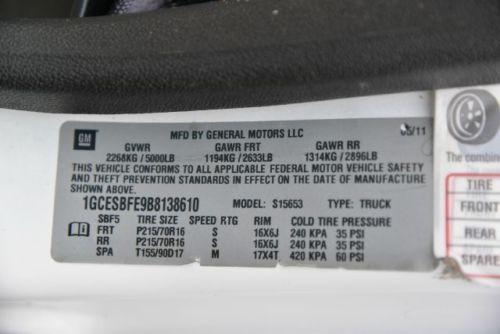 GM
MFD BY GENERAL MOTORS LLC 05/11
GVWR GAWR FRT GAWR RR
2268KG / 5000LB 1194KG / 2633LB 1314KG / 2896LB
THIS VEHICLE CONFORMS TO ALL APPLICABLE FEDERAL MOTOR VEHICLE SAFETY
STANDARDS IN EFFECT ON THE DATE OF MANUFACTURE SHOWN ABOVE.
1GCESBFE9B8138610 MODEL: S15653 TYPE: TRUCK
SBF5 TIRE SIZE SPEED RTG RIM COLD TIRE PRESSURE
FRT P215/70R16 S 16X6J 240 KPA 35 PSI
RR P215/70R16 S 16X6J 240 KPA 35 PSI
SPA T155/90D17 M 17X4T 420 KPA 60 PSI
The combine
TIRE
FRONT
REAR
SPARE